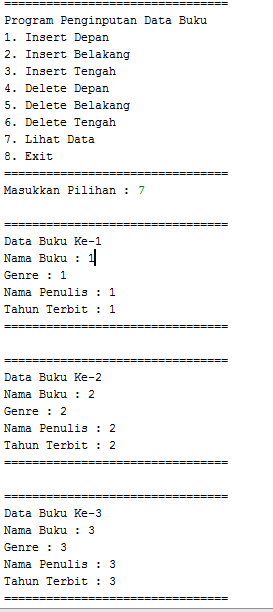 ================================
Program Penginputan Data Buku
1. Insert Depan
2. Insert Belakang
3. Insert Tengah
4. Delete Depan
5. Delete Belakang
6. Delete Tengah
7. Lihat Data
8. Exit
================================
Masukkan Pilihan : 7
================================
Data Buku Ke-1
Nama Buku : 1
Genre : 1
Nama Penulis : 1
Tahun Terbit : 1
================================
================================
Data Buku Ke-2
Nama Buku : 2
Genre : 2
Nama Penulis : 2
Tahun Terbit : 2
================================
================================
Data Buku Ke-3
Nama Buku : 3
Genre : 3
Nama Penulis : 3
Tahun Terbit : 3
================================